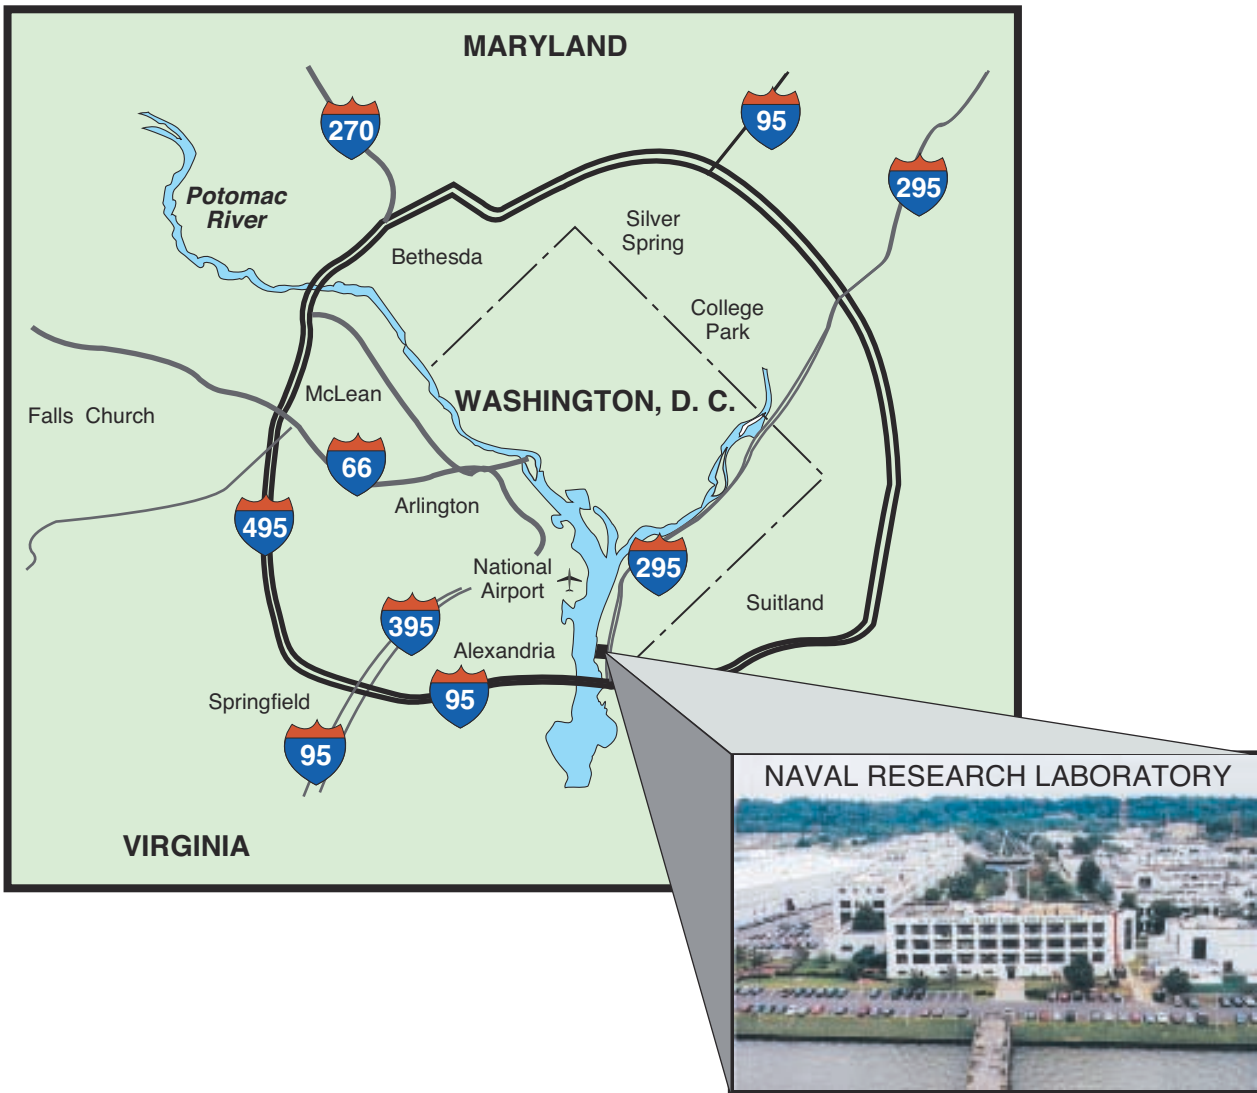 MARYLAND
270
95
295
Potomac
River
Silver
Spring
Bethesda
College
Park
McLean
WASHINGTON, D. C.
Falls Church
66
Arlington
495
National
Airport
295
Suitland
395
Alexandria
Springfield
95
95
NAVAL RESEARCH LABORATORY
VIRGINIA